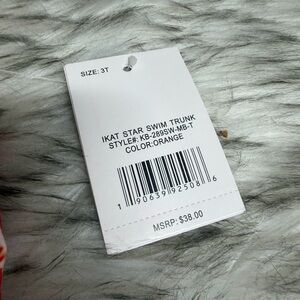 SIZE: 3T
IKAT STAR SWIM TRUNK
STYLE#: KB-289SW-MB-T
COLOR:ORANGE
1 90639 92508 6
MSRP: $38.00